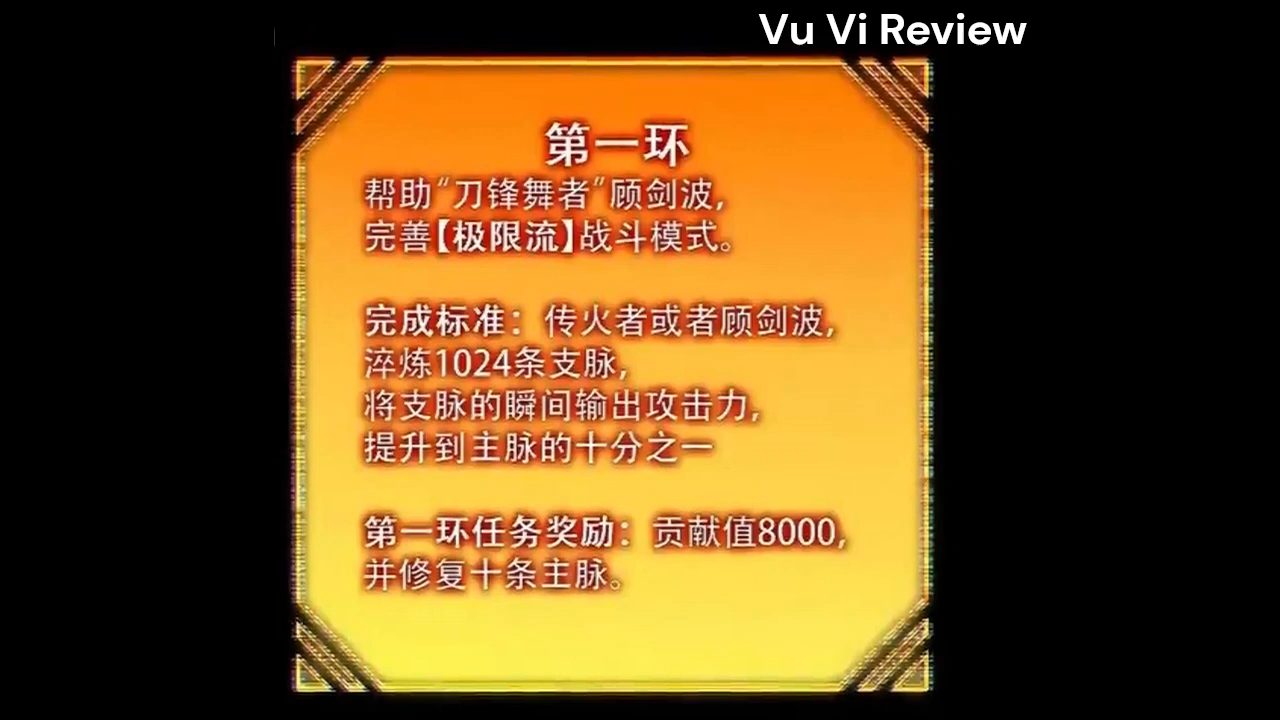 Vu Vi Review
第一环
帮助“刀锋舞者”顾剑波,
完善【极限流】战斗模式。
完成标准：传火者或者顾剑波,
淬炼1024条支脉,
将支脉的瞬间输出攻击力,
提升到主脉的十分之一
第一环任务奖励：贡献值8000,
并修复十条主脉。